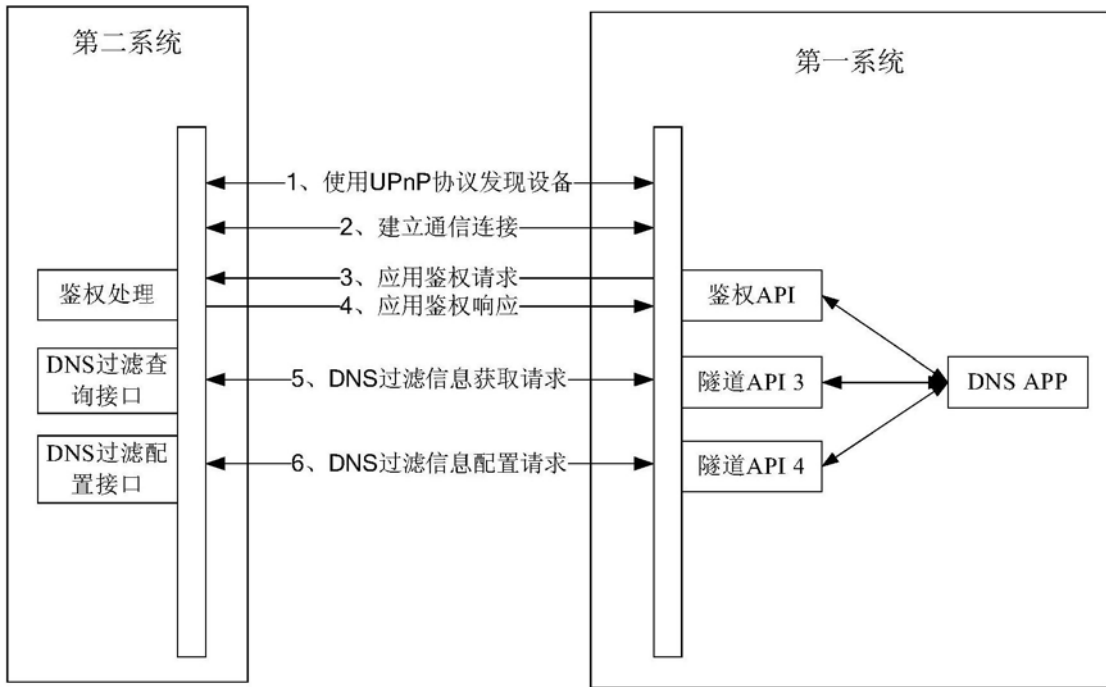 第二系统
第一系统
1、使用UPnP协议发现设备
2、建立通信连接
3、应用鉴权请求
4、应用鉴权响应
鉴权处理
鉴权API
DNS过滤查
询接口
5、DNS过滤信息获取请求
隧道API 3
DNS APP
DNS过滤配
置接口
6、DNS过滤信息配置请求
隧道API 4